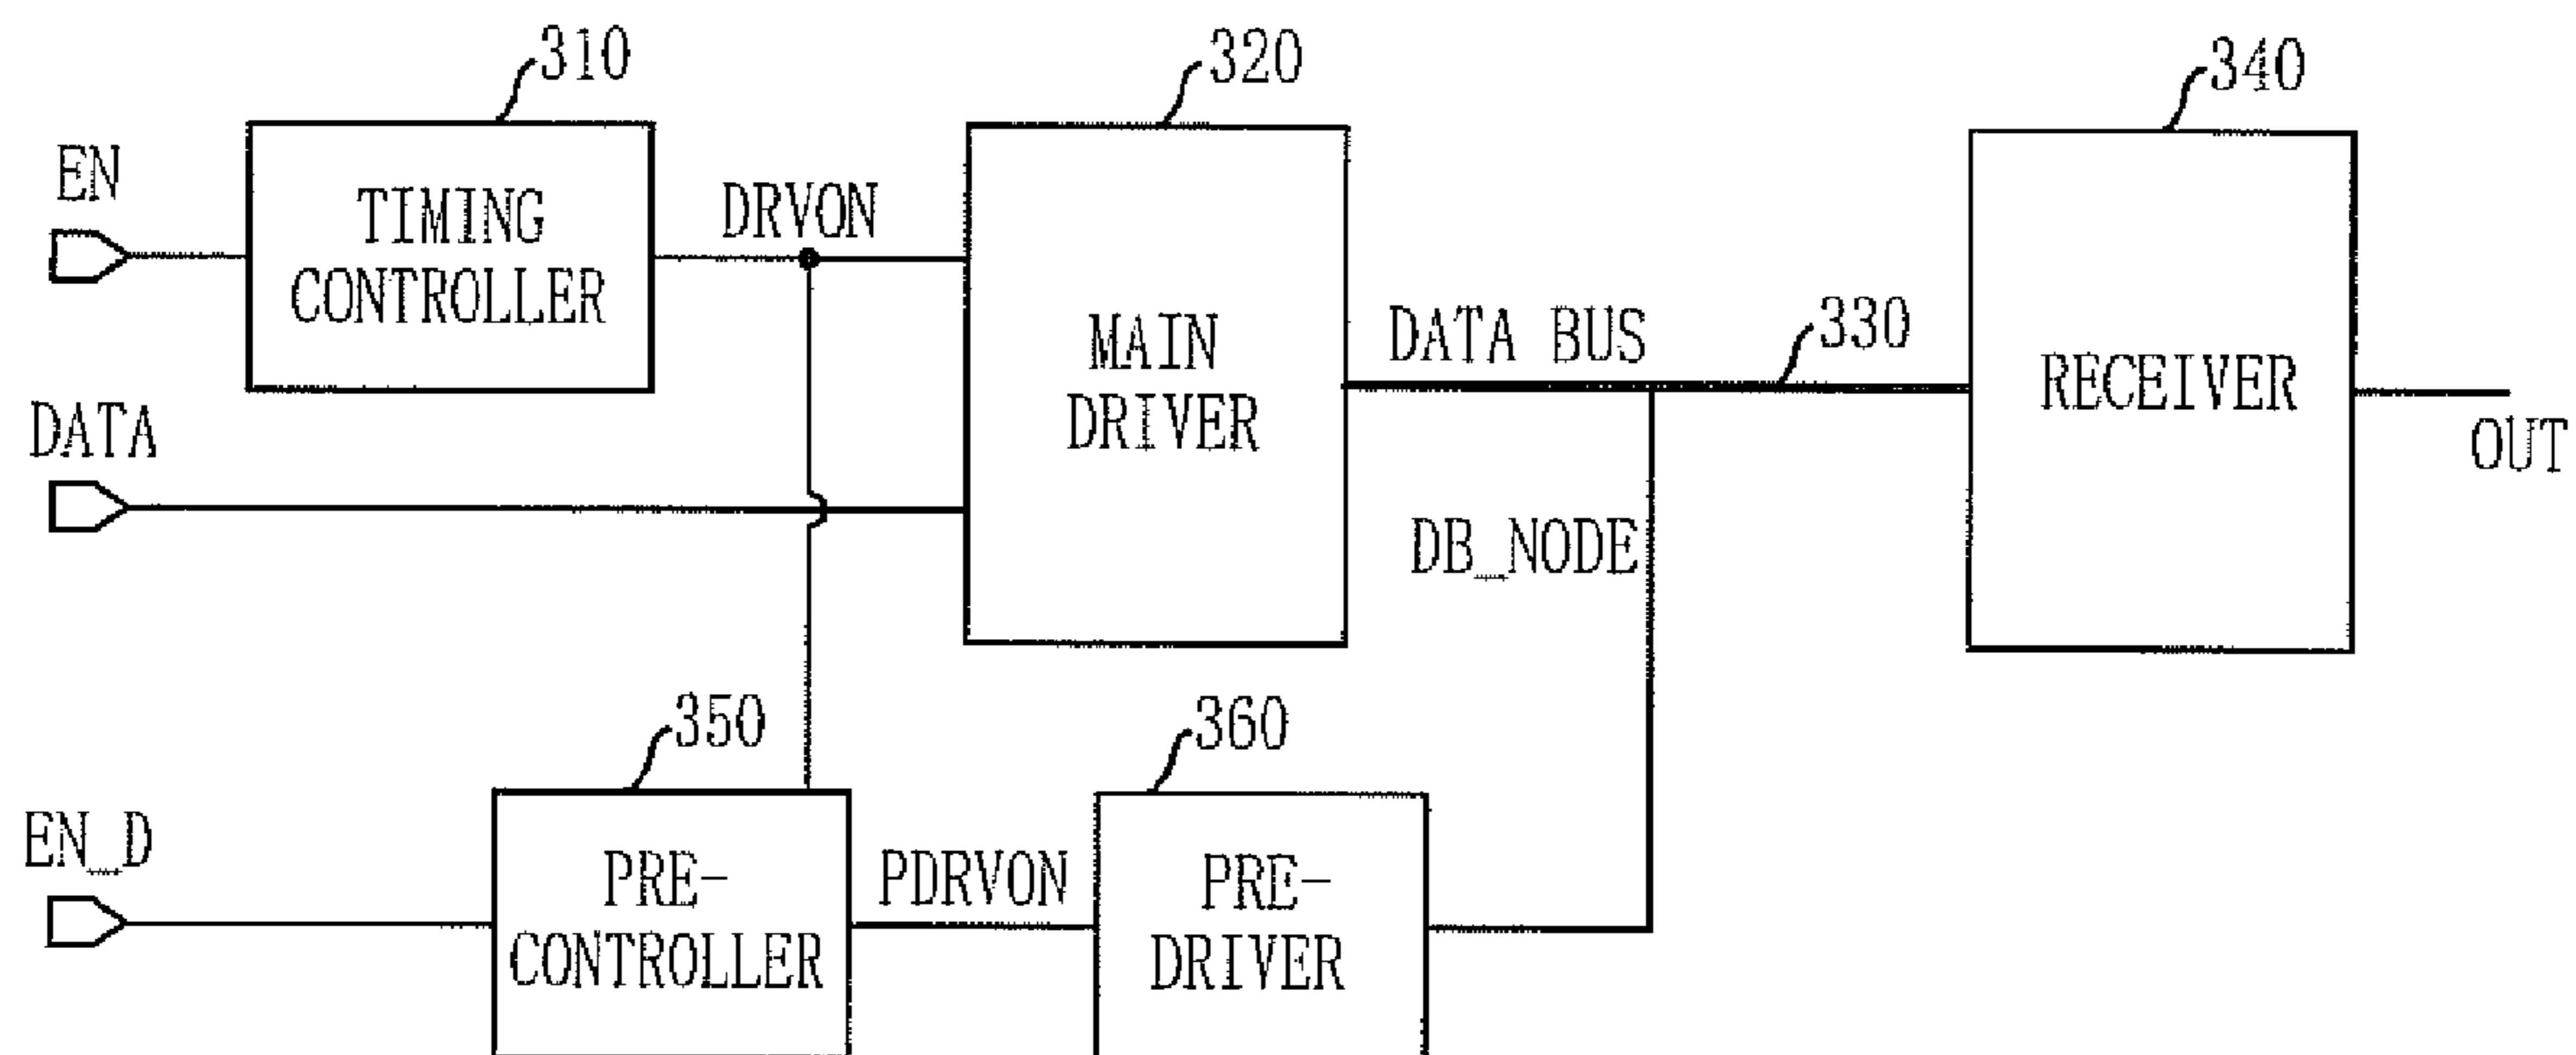 310
320
340
EN
TIMING
CONTROLLER
DRVON
MAIN
DRIVER
DATA BUS
330
RECEIVER
OUT
DATA
DB_NODE
350
360
EN_D
PRE-
CONTROLLER
PDRVON
PRE-
DRIVER